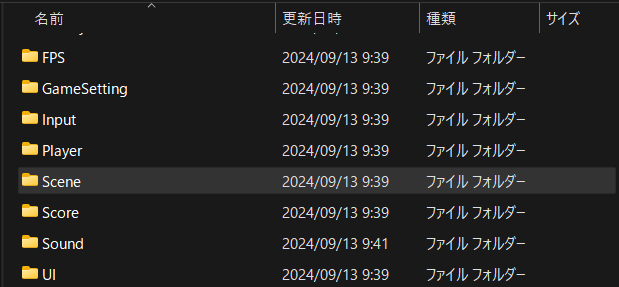 名前 更新日時 種類 サイズ
FPS 2024/09/13 9:39 ファイル フォルダー
GameSetting 2024/09/13 9:39 ファイル フォルダー
Input 2024/09/13 9:39 ファイル フォルダー
Player 2024/09/13 9:39 ファイル フォルダー
Scene 2024/09/13 9:39 ファイル フォルダー
Score 2024/09/13 9:39 ファイル フォルダー
Sound 2024/09/13 9:41 ファイル フォルダー
UI 2024/09/13 9:39 ファイル フォルダー